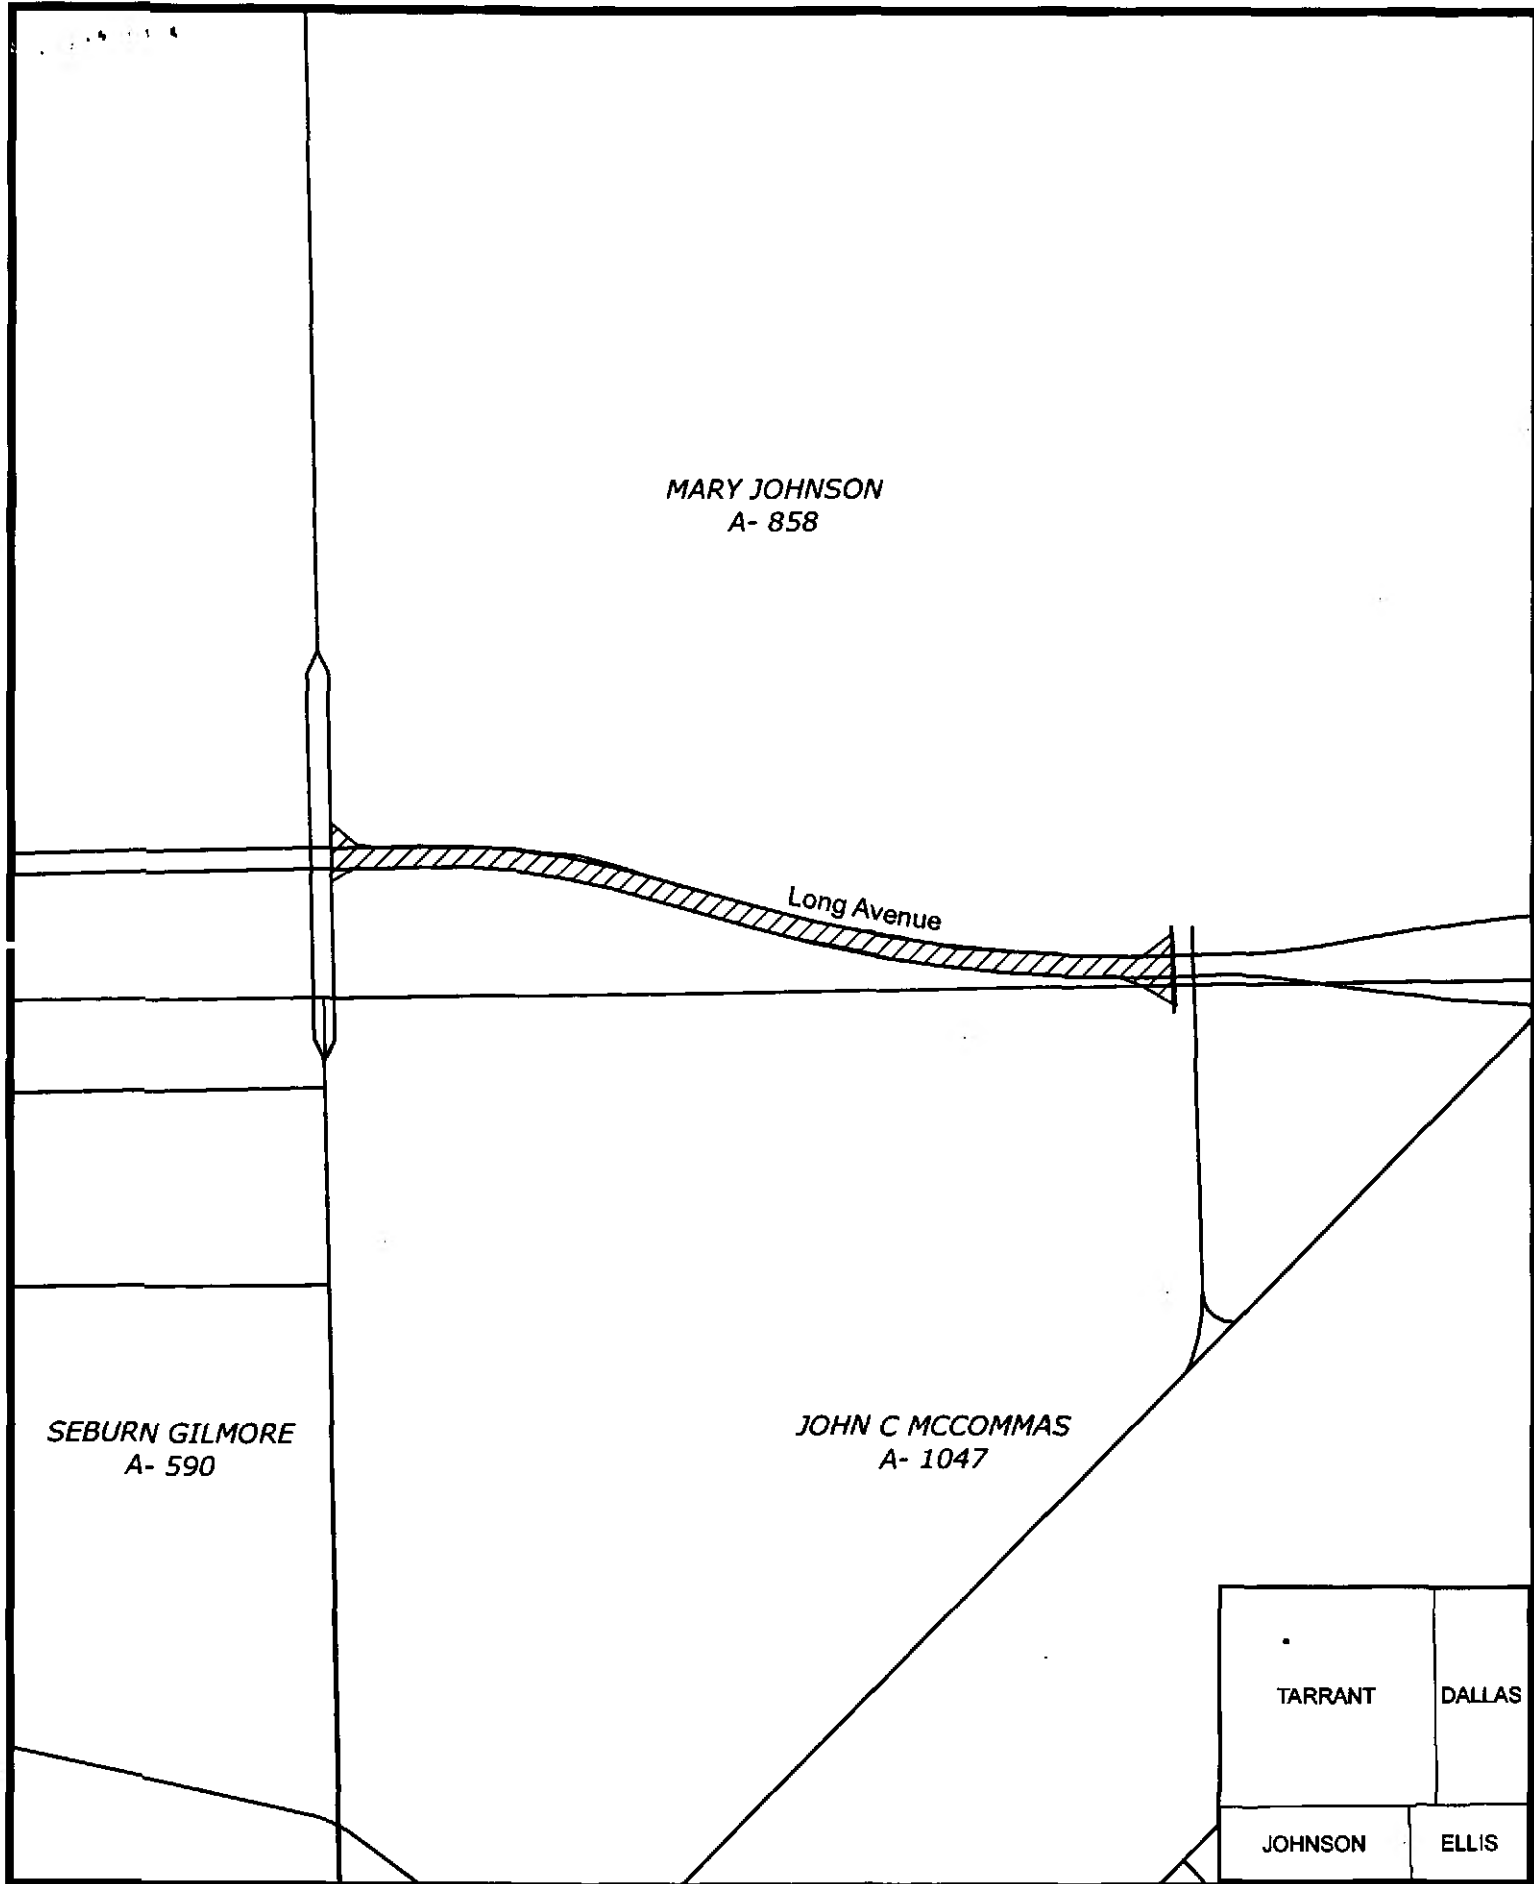 MARY JOHNSON
A- 858
Long Avenue
SEBURN GILMORE
A- 590
JOHN C MCCOMMAS
A- 1047
TARRANT
DALLAS
JOHNSON
ELLIS